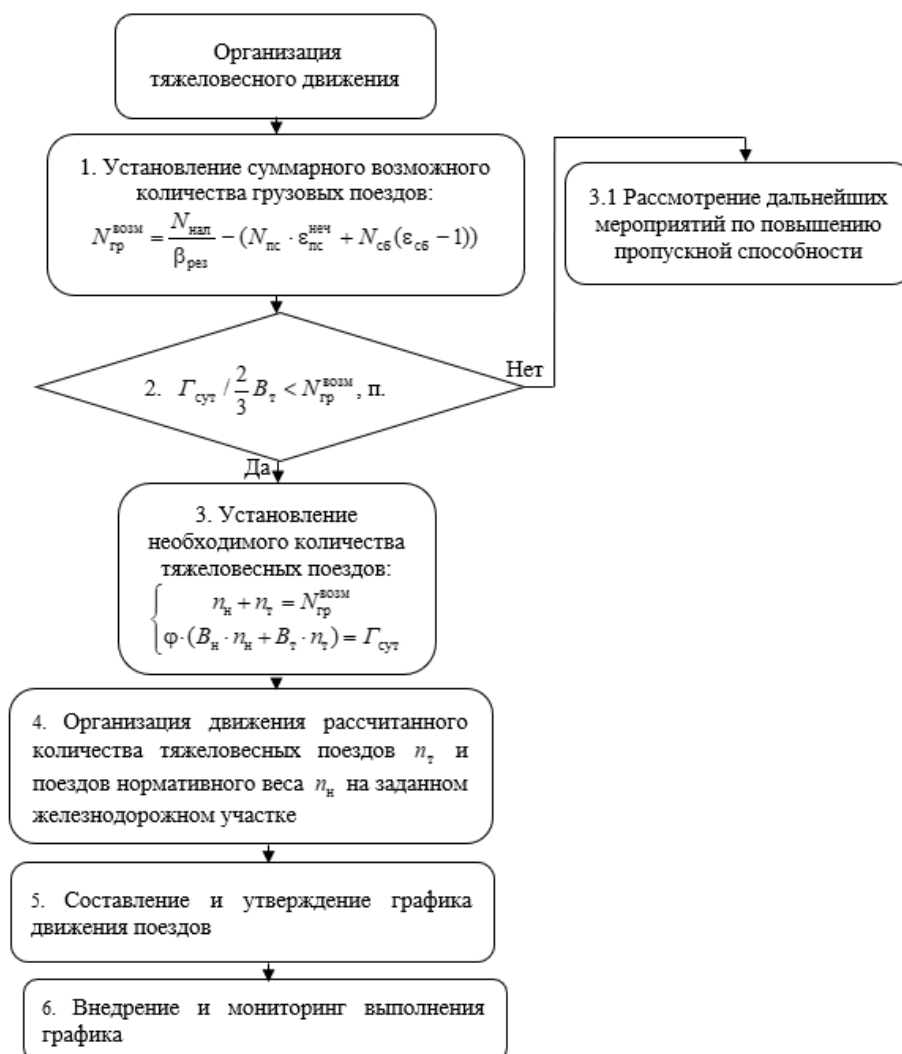 Организация
тяжеловесного движения
1. Установление суммарного возможного
количества грузовых поездов:
N_гр^возм = N_нал / β_рез − (N_пс · ε_пс^неч + N_сб (ε_сб − 1))
3.1 Рассмотрение дальнейших
мероприятий по повышению
пропускной способности
2. Г_сут / 2/3 В_т < N_гр^возм, п.
Нет
Да
3. Установление
необходимого количества
тяжеловесных поездов:
n_н + n_т = N_гр^возм
φ·(B_н · n_н + B_т · n_т) = Г_сут
4. Организация движения рассчитанного
количества тяжеловесных поездов n_т и
поездов нормативного веса n_н на заданном
железнодорожном участке
5. Составление и утверждение графика
движения поездов
6. Внедрение и мониторинг выполнения
графика